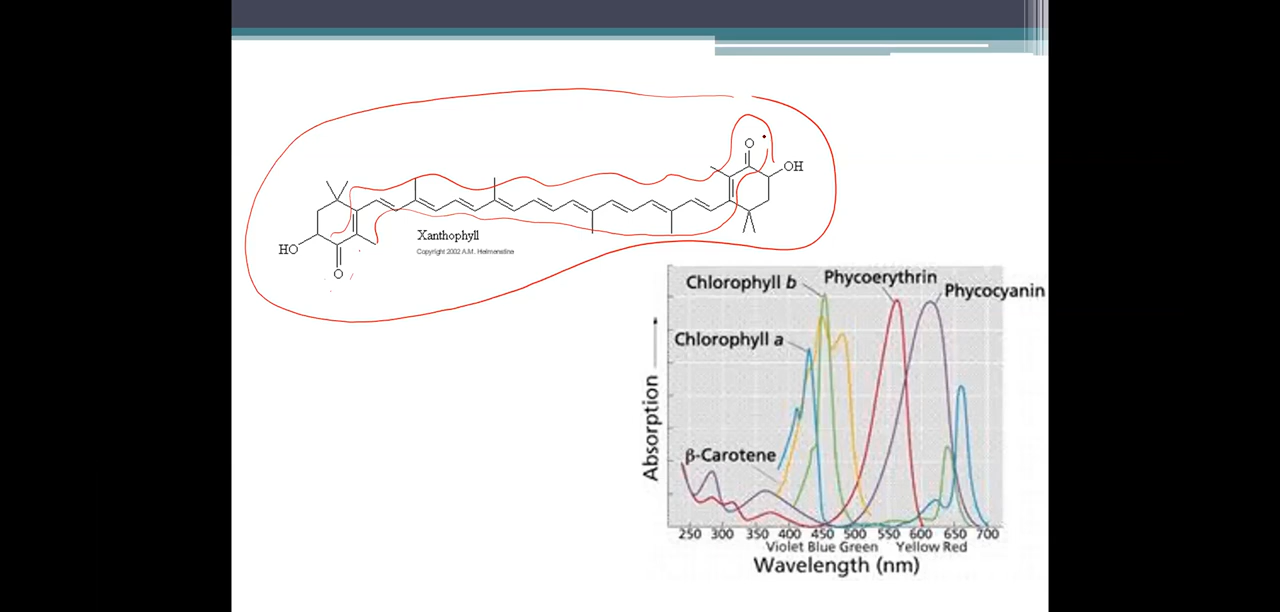 O
OH
HO
O
Xanthophyll
Copyright 2002 A.M. Helmenstine
Chlorophyll b
Phycoerythrin
Phycocyanin
Chlorophyll a
β-Carotene
Absorption
250 300 350 400 450 500 550 600 650 700
Violet Blue Green Yellow Red
Wavelength (nm)